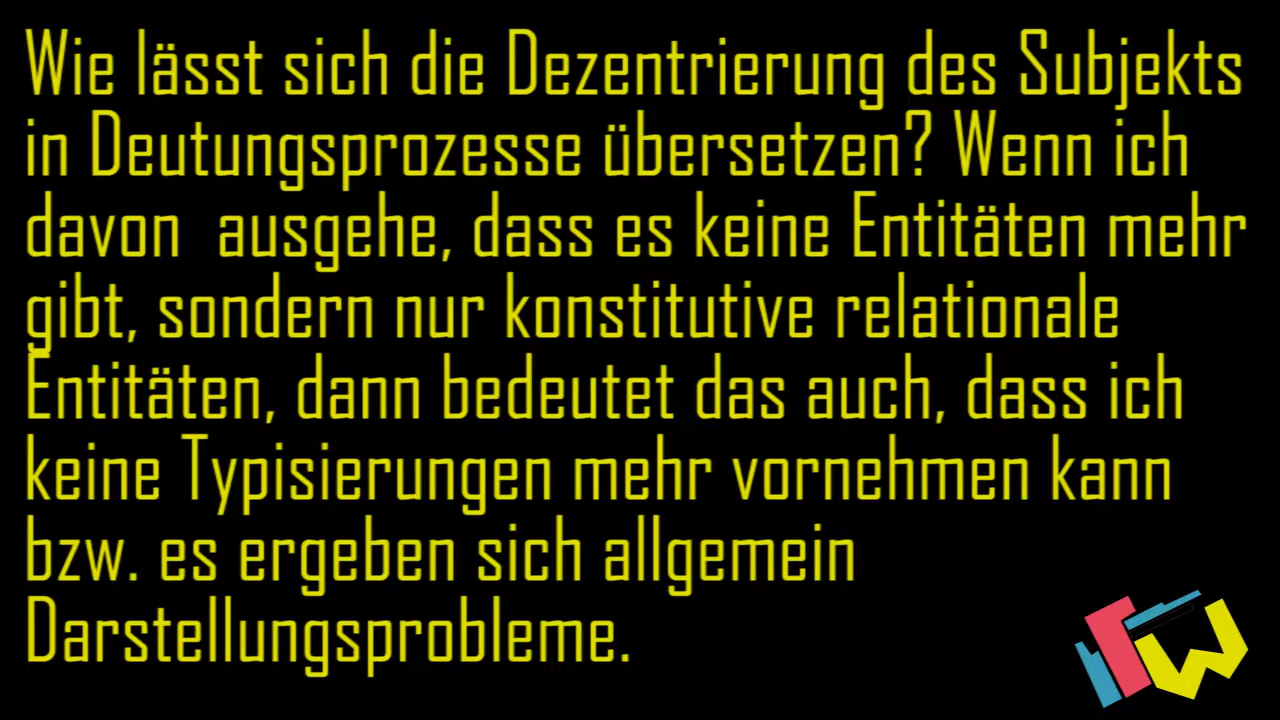 Wie lässt sich die Dezentrierung des Subjekts
in Deutungsprozesse übersetzen? Wenn ich
davon  ausgehe, dass es keine Entitäten mehr
gibt, sondern nur konstitutive relationale
Entitäten, dann bedeutet das auch, dass ich
keine Typisierungen mehr vornehmen kann
bzw. es ergeben sich allgemein
Darstellungsprobleme.